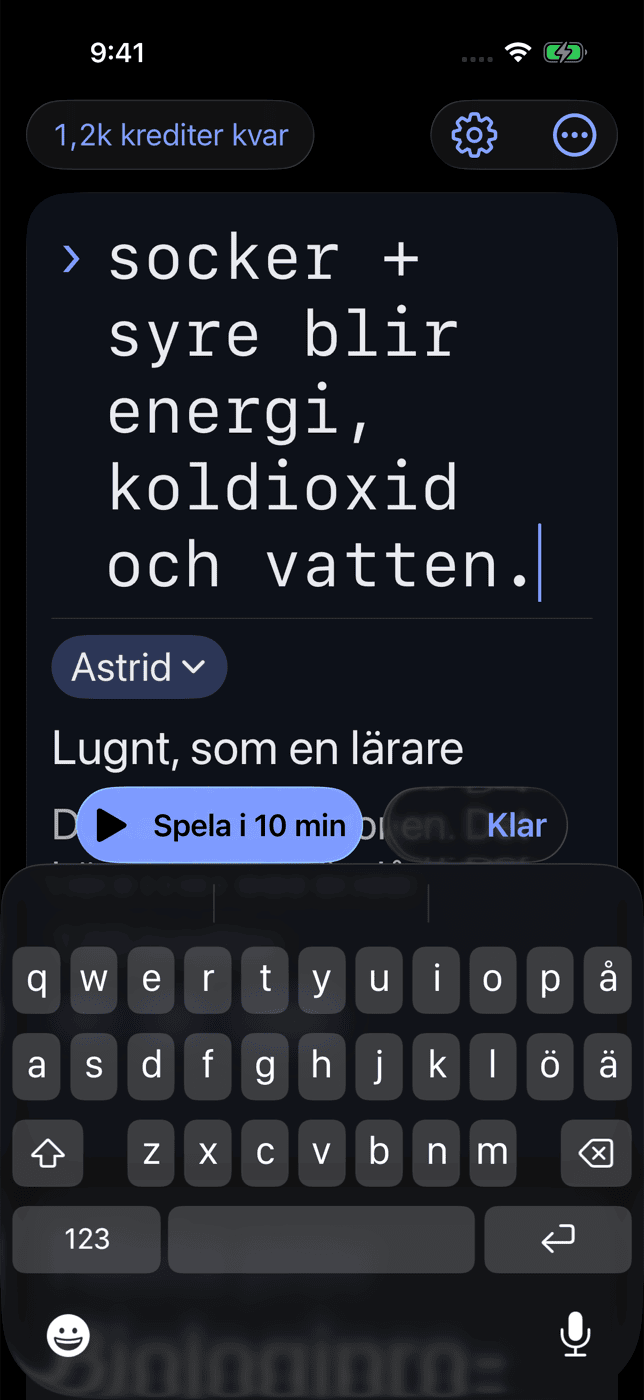 9:41
1,2k krediter kvar
› socker +
syre blir
energi,
koldioxid
och vatten.
Astrid
Lugnt, som en lärare
Spela i 10 min
Klar
q w e r t y u i o p å
a s d f g h j k l ö ä
z x c v b n m
123